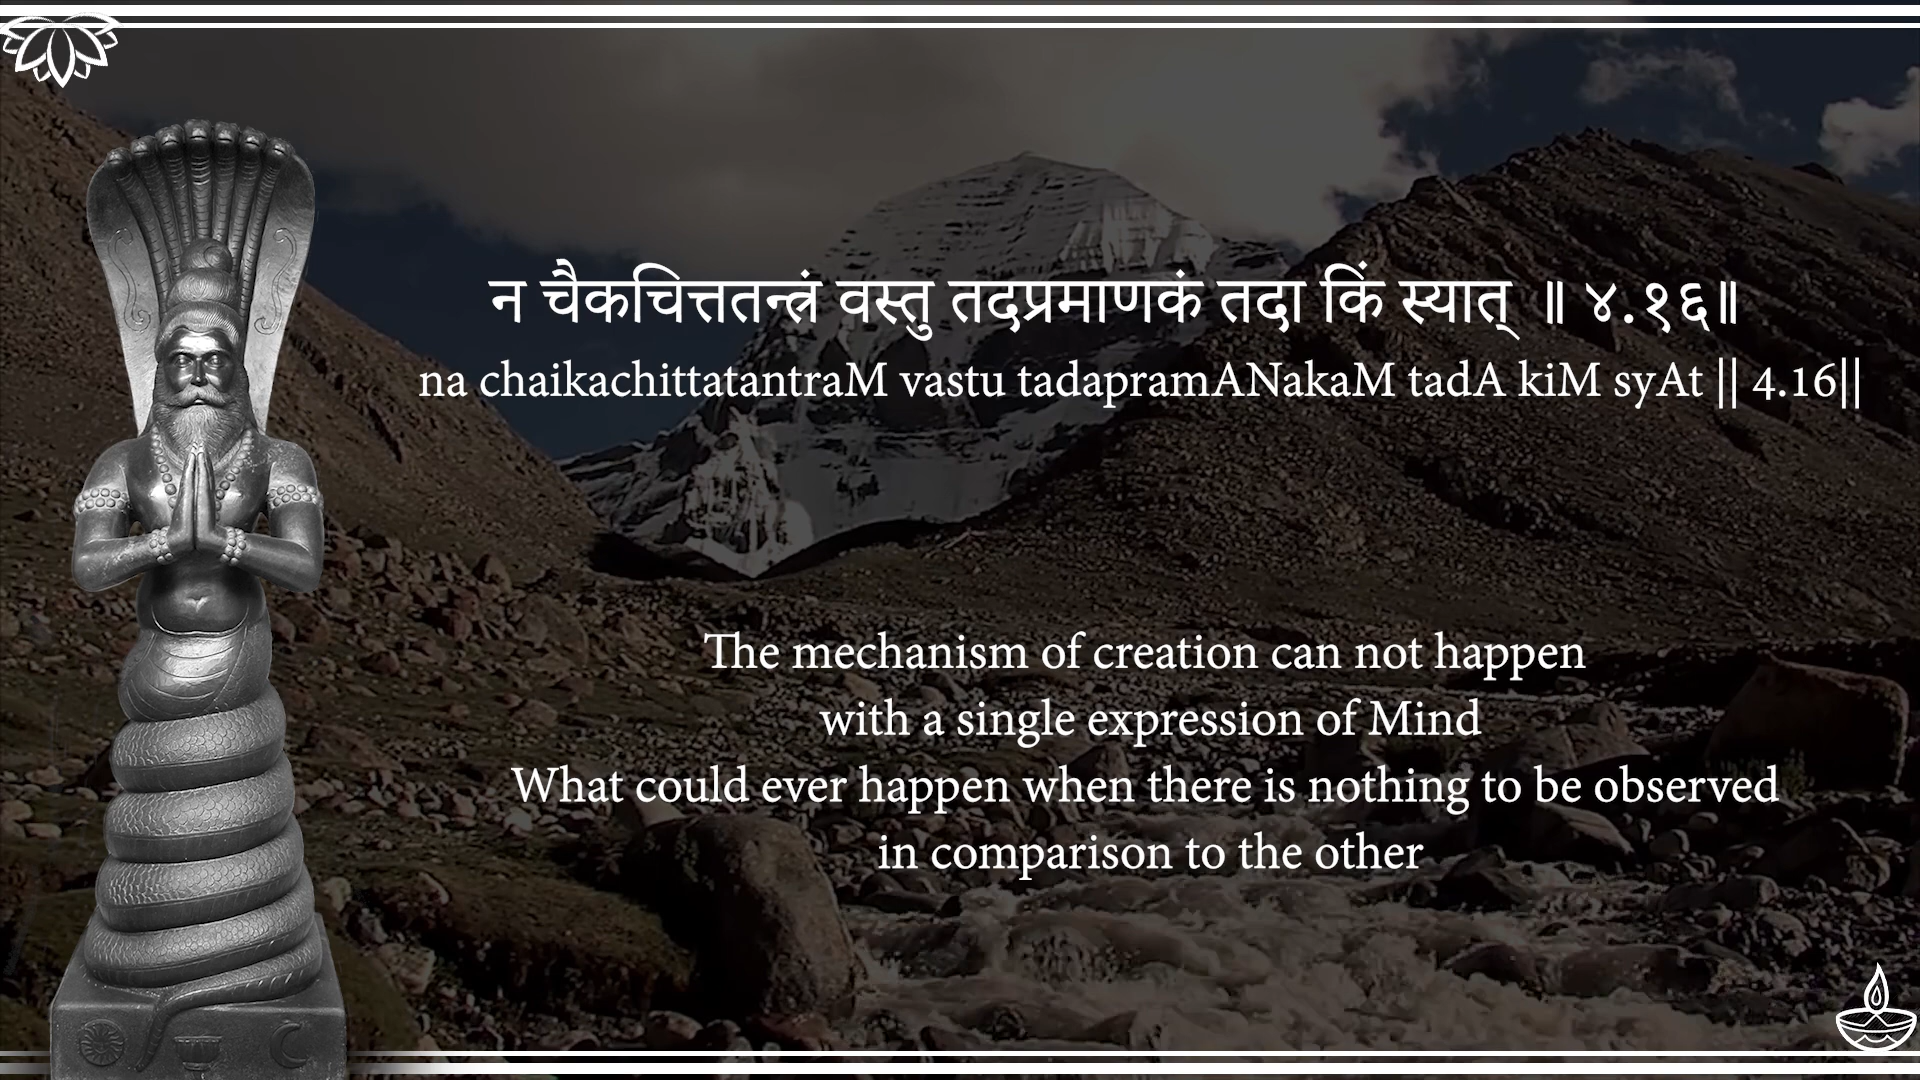 न चैकचित्ततन्त्रं वस्तु तदप्रमाणकं तदा किं स्यात् ॥ ४.१६॥
na chaikachittatantraM vastu tadapramANakaM tadA kiM syAt || 4.16||
The mechanism of creation can not happen
with a single expression of Mind
What could ever happen when there is nothing to be observed
in comparison to the other